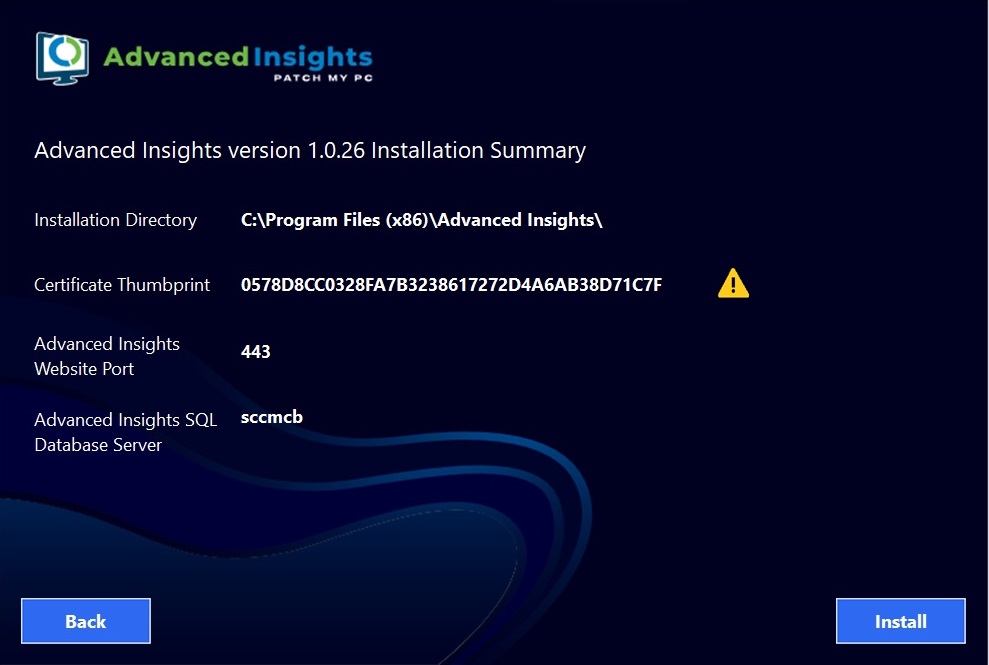 AdvancedInsights
PATCH MY PC
Advanced Insights version 1.0.26 Installation Summary
Installation Directory C:\Program Files (x86)\Advanced Insights\
Certificate Thumbprint 0578D8CC0328FA7B3238617272D4A6AB38D71C7F
Advanced Insights
Website Port
443
Advanced Insights SQL
Database Server
sccmcb
Back Install